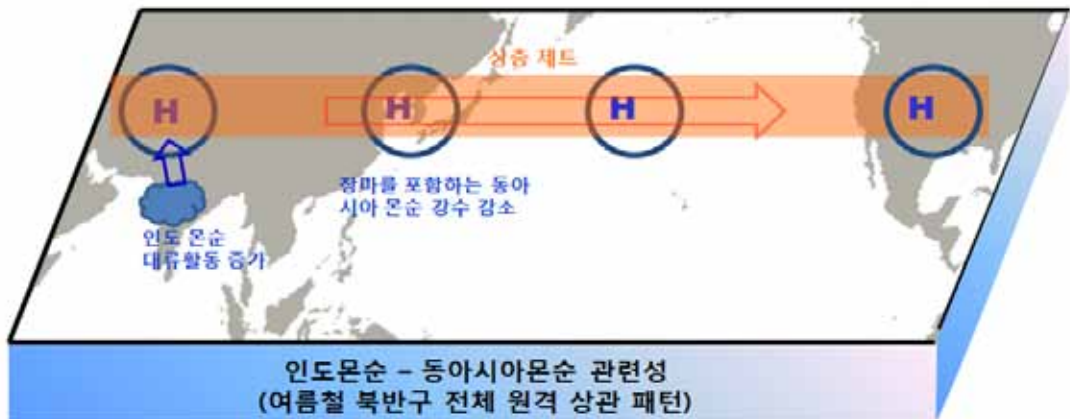 상층 제트
H
H
H
H
장마를 포함하는 동아
시아 몬순 강수 감소
인도 몬순
대류활동 증가
인도몬순 – 동아시아몬순 관련성
(여름철 북반구 전체 원격 상관 패턴)